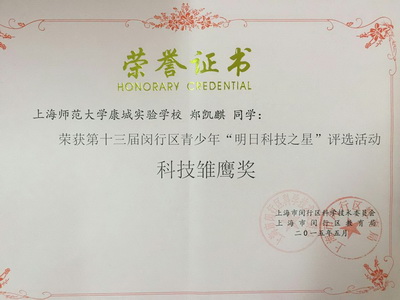 荣誉证书
HONORARY CREDENTIAL
上海师范大学康城实验学校 郑凯麒 同学：
荣获第十三届闵行区青少年“明日科技之星”评选活动
科技雏鹰奖
上海市闵行区科学技术委员会
上海市闵行区教育局
二〇一五年五月